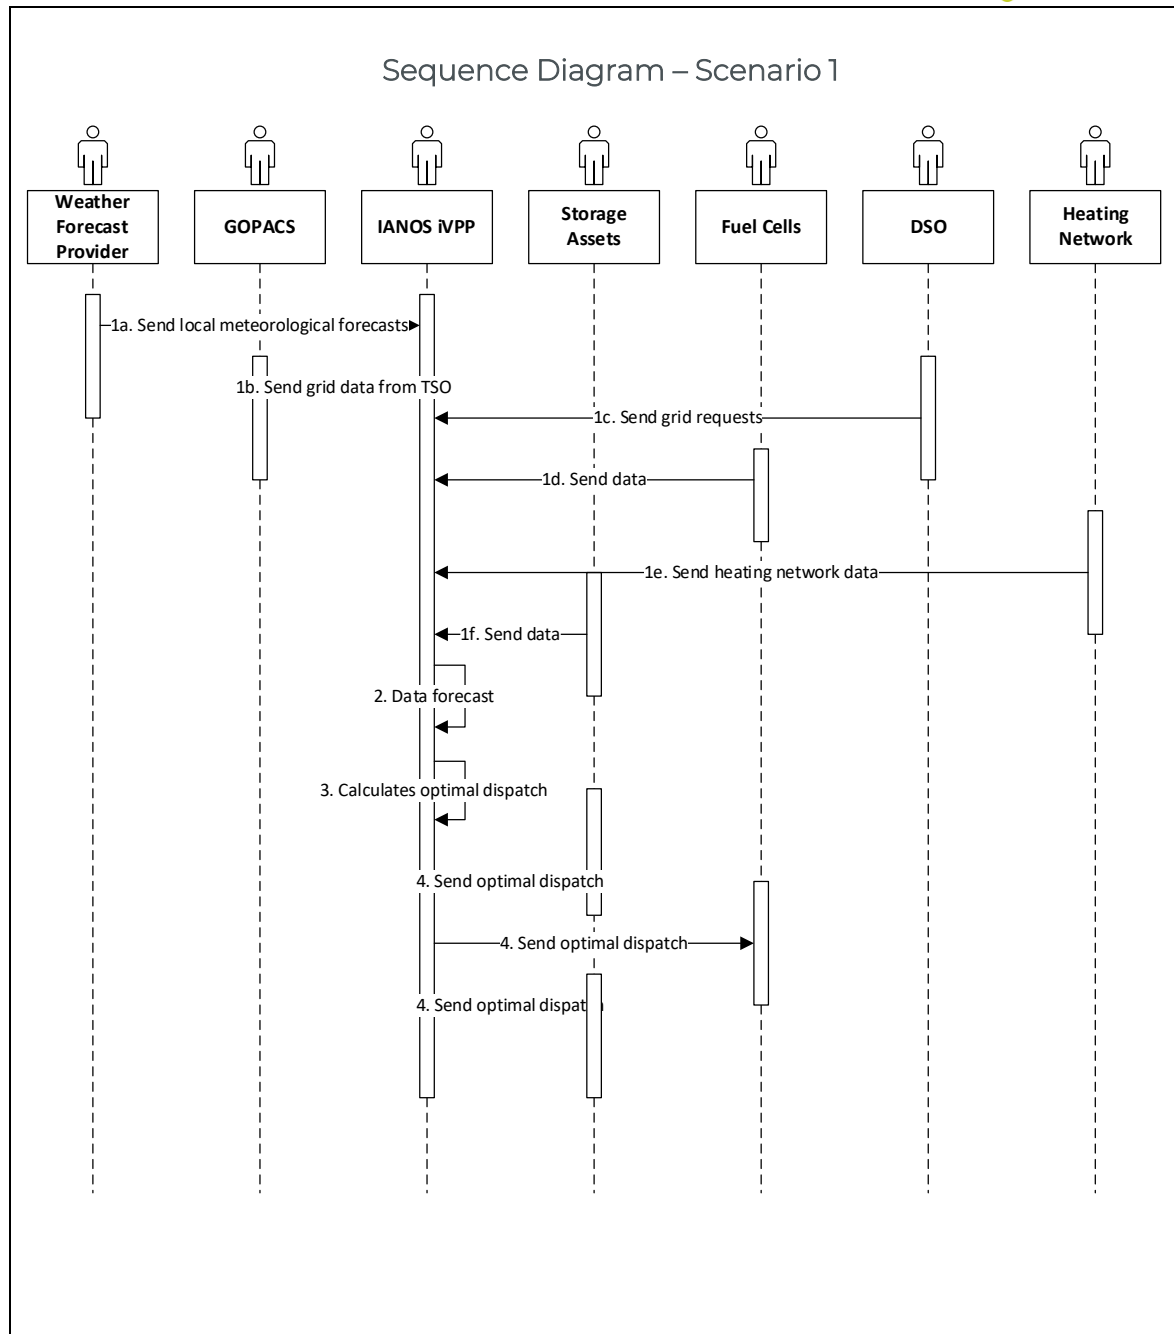 Sequence Diagram – Scenario 1
Weather
Forecast
Provider
GOPACS
IANOS iVPP
Storage
Assets
Fuel Cells
DSO
Heating
Network
1a. Send local meteorological forecasts
1b. Send grid data from TSO
1c. Send grid requests
1d. Send data
1e. Send heating network data
1f. Send data
2. Data forecast
3. Calculates optimal dispatch
4. Send optimal dispatch
4. Send optimal dispatch
4. Send optimal dispatch